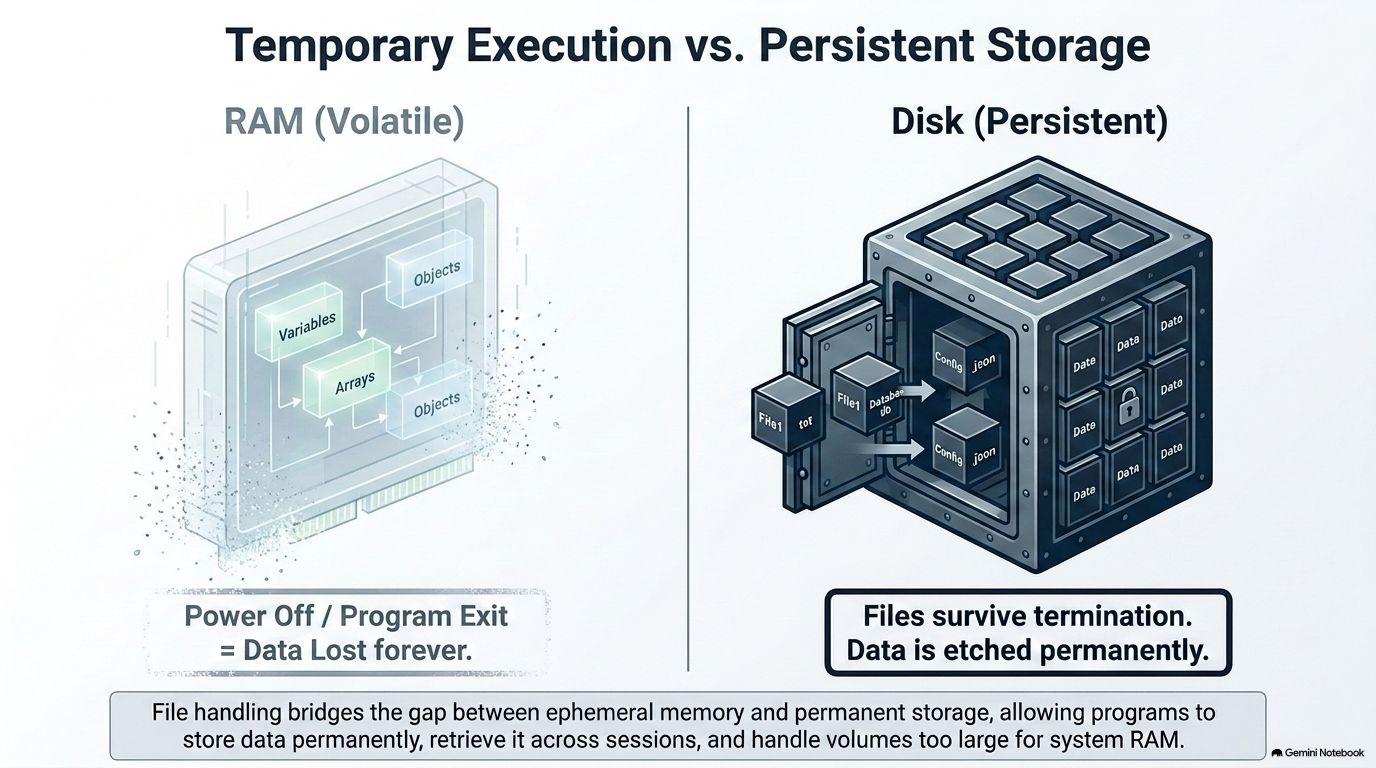 Temporary Execution vs. Persistent Storage
RAM (Volatile)
Variables
Objects
Arrays
Objects
Power Off / Program Exit
= Data Lost forever.
Disk (Persistent)
File1
tof
File1
Config
.jeon
Config
.joon
Date
Data
Dato
Date
Dato
Date
Data
Dato
Files survive termination.
Data is etched permanently.
File handling bridges the gap between ephemeral memory and permanent storage, allowing programs to
store data permanently, retrieve it across sessions, and handle volumes too large for system RAM.
Gemini Notebook